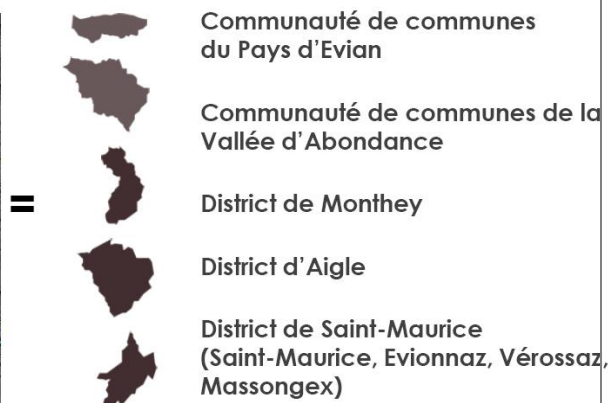 Communauté de communes
du Pays d’Evian
Communauté de communes de la
Vallée d’Abondance
=
District de Monthey
District d’Aigle
District de Saint-Maurice
(Saint-Maurice, Evionnaz, Vérossaz,
Massongex)